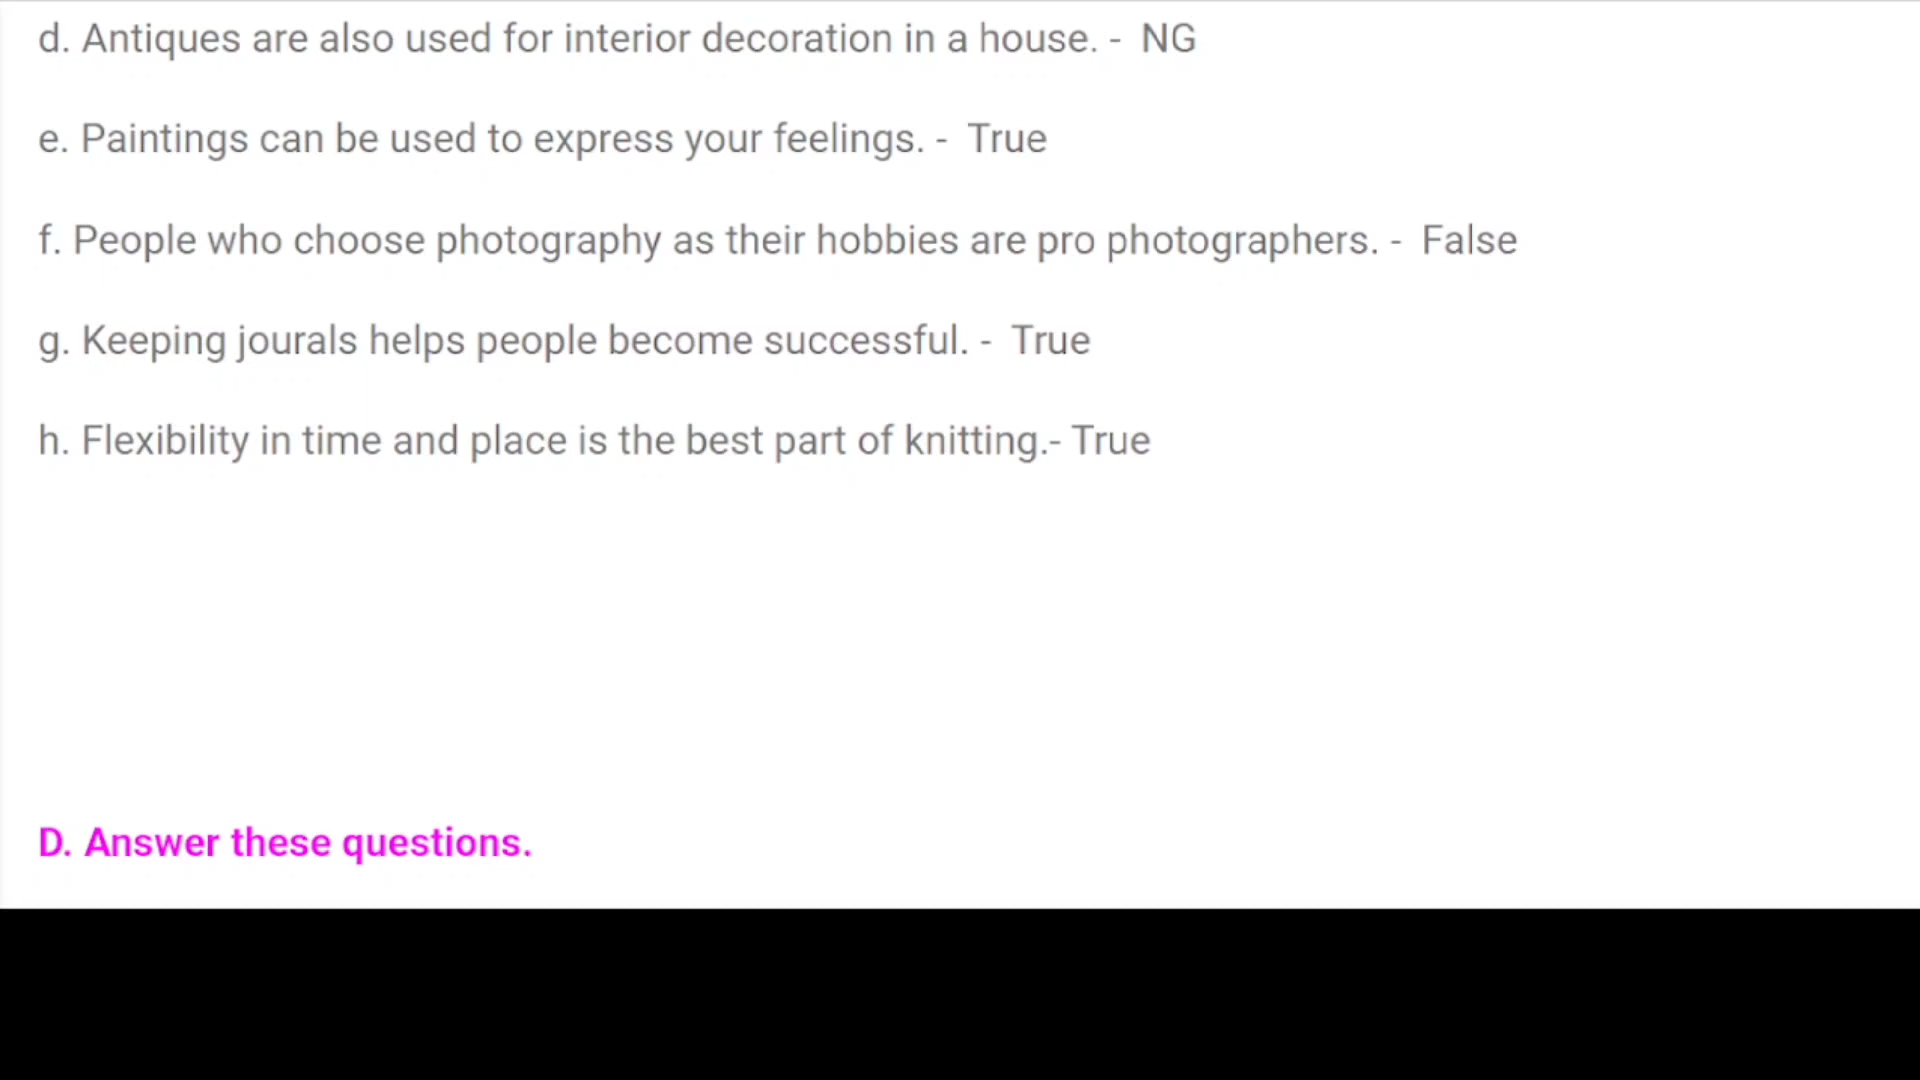 d. Antiques are also used for interior decoration in a house. - NG
e. Paintings can be used to express your feelings. - True
f. People who choose photography as their hobbies are pro photographers. - False
g. Keeping jourals helps people become successful. - True
h. Flexibility in time and place is the best part of knitting.- True
D. Answer these questions.